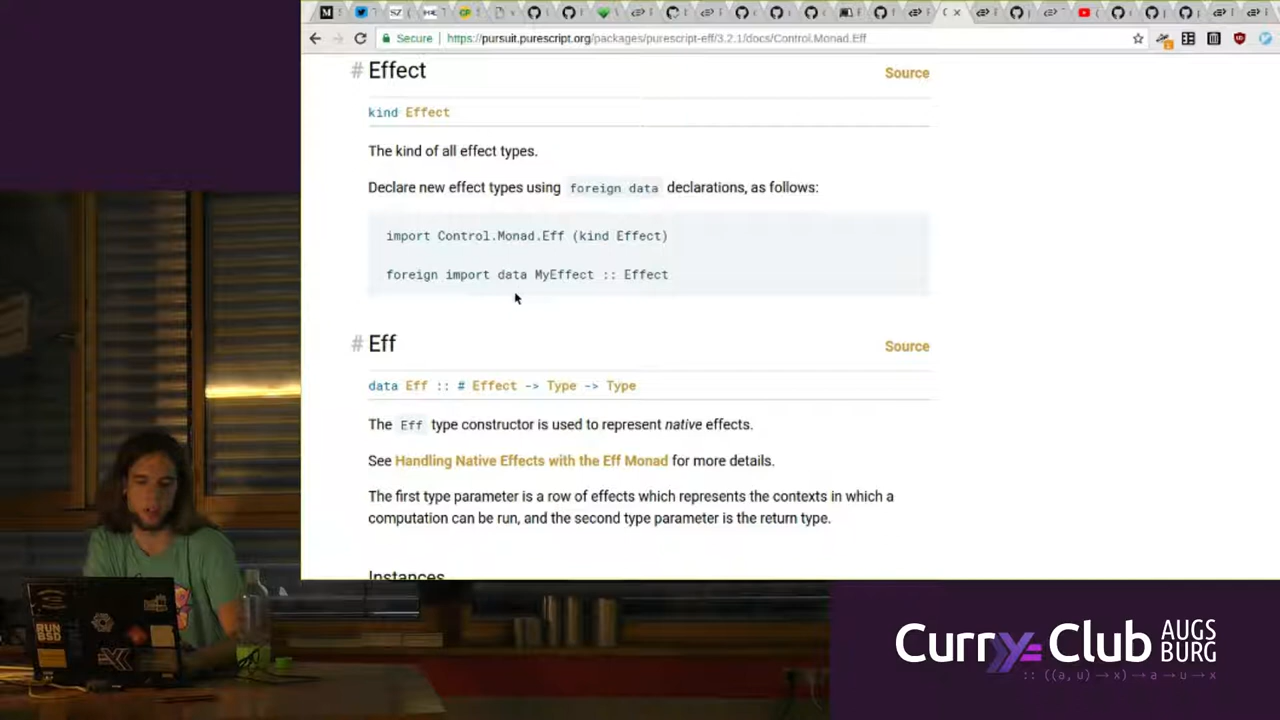 Secure
https://pursuit.purescript.org/packages/purescript-eff/3.2.1/docs/Control.Monad.Eff
# Effect
Source
kind Effect
The kind of all effect types.
Declare new effect types using foreign data declarations, as follows:
import Control.Monad.Eff (kind Effect)
foreign import data MyEffect :: Effect
# Eff
Source
data Eff :: # Effect -> Type -> Type
The Eff type constructor is used to represent native effects.
See Handling Native Effects with the Eff Monad for more details.
The first type parameter is a row of effects which represents the contexts in which a
computation can be run, and the second type parameter is the return type.
Instances
RUN
BSD
Curry Club AUGS
BURG
:: ((a, u) → x) → a → u → x